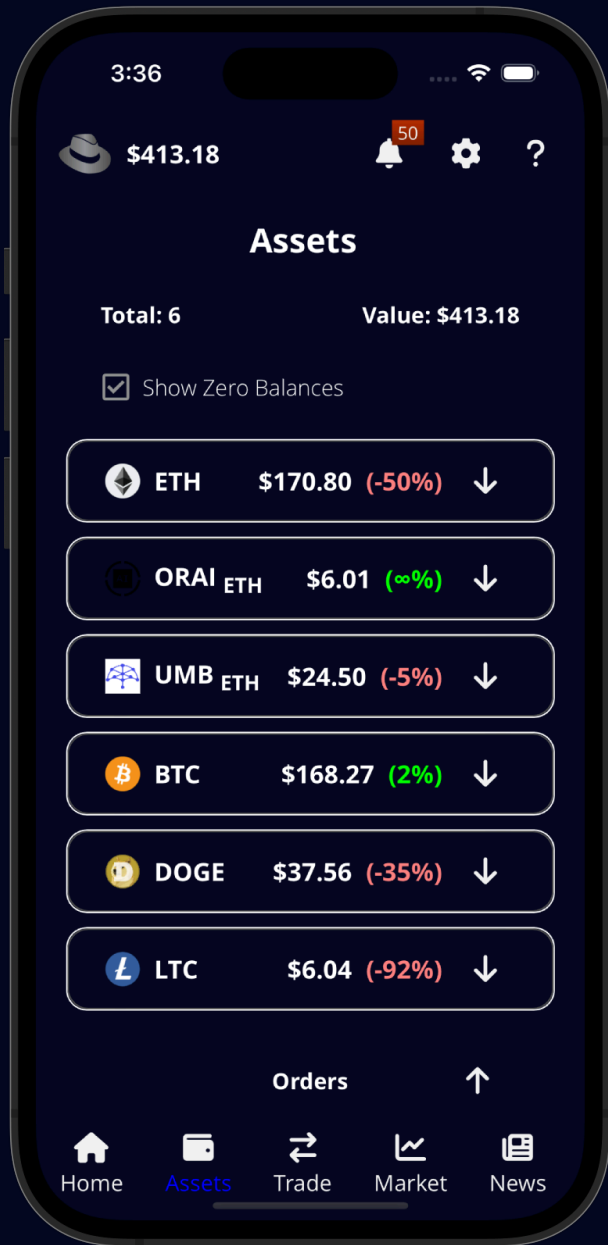 3:36
$413.18 50 ?
Assets
Total: 6 Value: $413.18
Show Zero Balances
ETH $170.80 (-50%)
ORAI ETH $6.01 (∞%)
UMB ETH $24.50 (-5%)
BTC $168.27 (2%)
DOGE $37.56 (-35%)
LTC $6.04 (-92%)
Orders
Home Assets Trade Market News